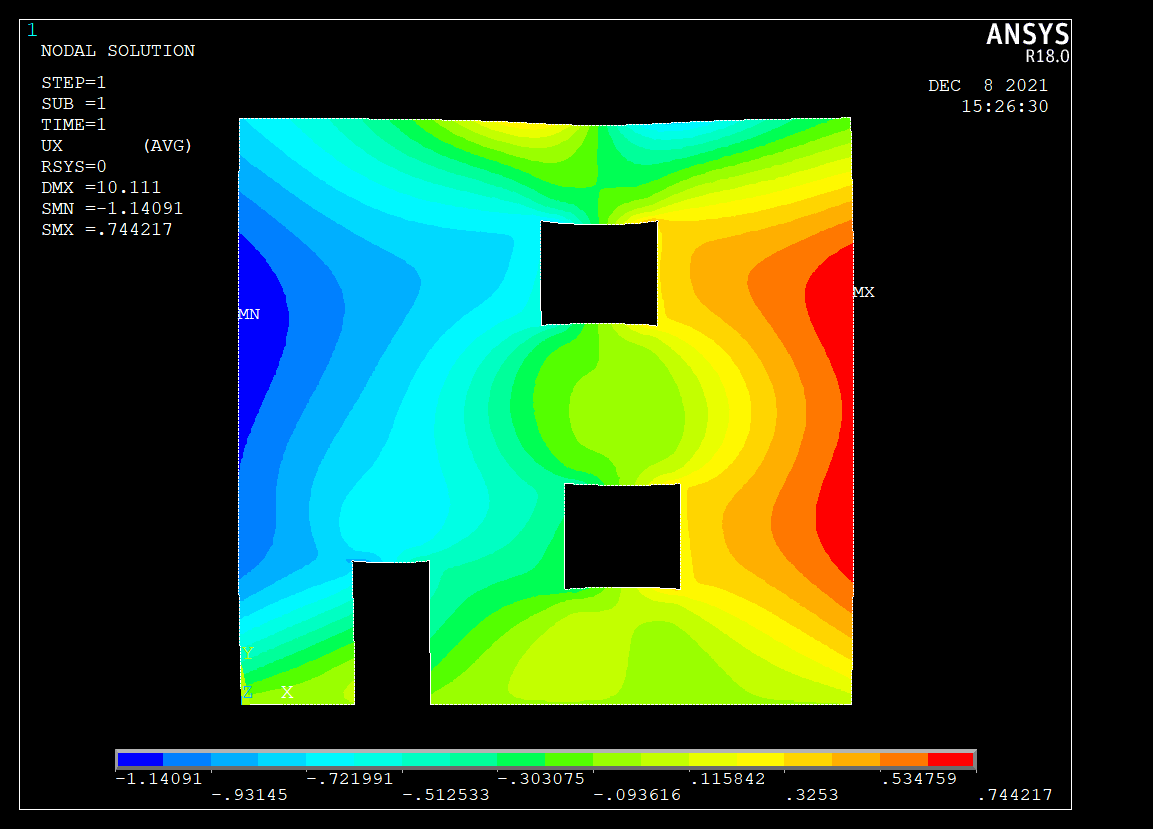 1
ANSYS
R18.0
NODAL SOLUTION
STEP=1
SUB =1
TIME=1
UX (AVG)
RSYS=0
DMX =10.111
SMN =-1.14091
SMX =.744217
DEC 8 2021
15:26:30
MX
MN
Y
Z X
-1.14091 -.721991 -.303075 .115842 .534759
-.93145 -.512533 -.093616 .3253 .744217